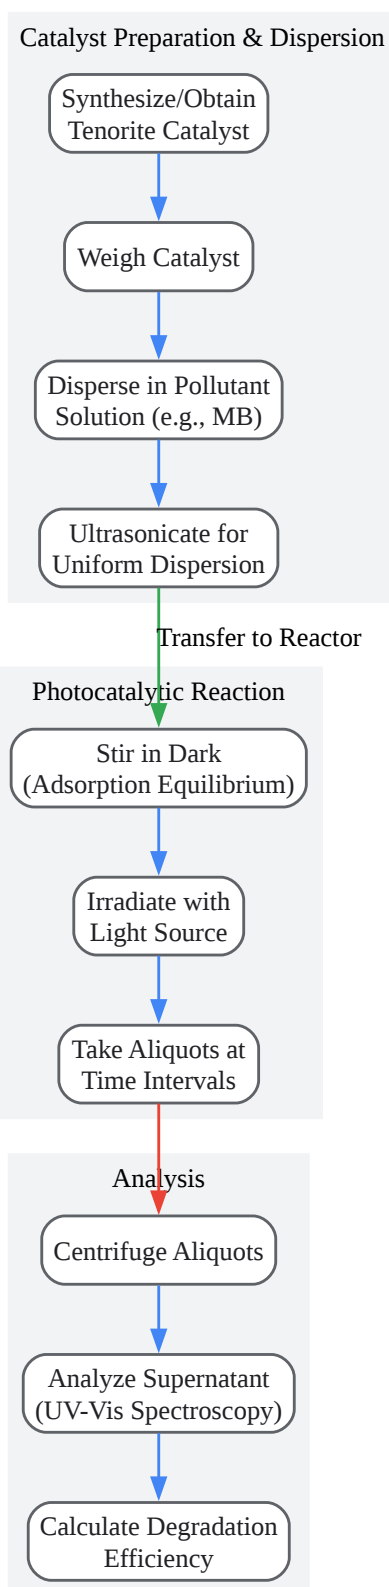 Catalyst Preparation & Dispersion
Synthesize/Obtain
Tenorite Catalyst
Weigh Catalyst
Disperse in Pollutant
Solution (e.g., MB)
Ultrasonicate for
Uniform Dispersion
Transfer to Reactor
Photocatalytic Reaction
Stir in Dark
(Adsorption Equilibrium)
Irradiate with
Light Source
Take Aliquots at
Time Intervals
Analysis
Centrifuge Aliquots
Analyze Supernatant
(UV-Vis Spectroscopy)
Calculate Degradation
Efficiency